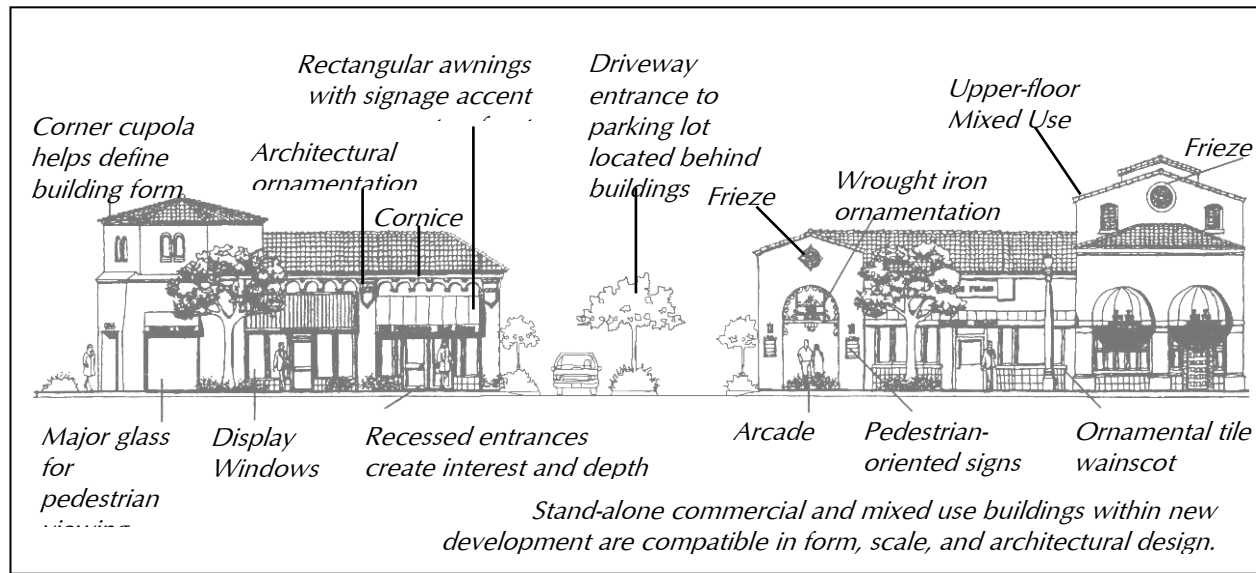 Rectangular awnings
with signage accent
Driveway
entrance to
parking lot
located behind
buildings
Upper-floor
Mixed Use
Frieze
Corner cupola
helps define
building form
Architectural
ornamentation
Cornice
Frieze
Wrought iron
ornamentation
Major glass
for
pedestrian
viewing
Display
Windows
Recessed entrances
create interest and depth
Arcade
Pedestrian-
oriented signs
Ornamental tile
wainscot
Stand-alone commercial and mixed use buildings within new
development are compatible in form, scale, and architectural design.